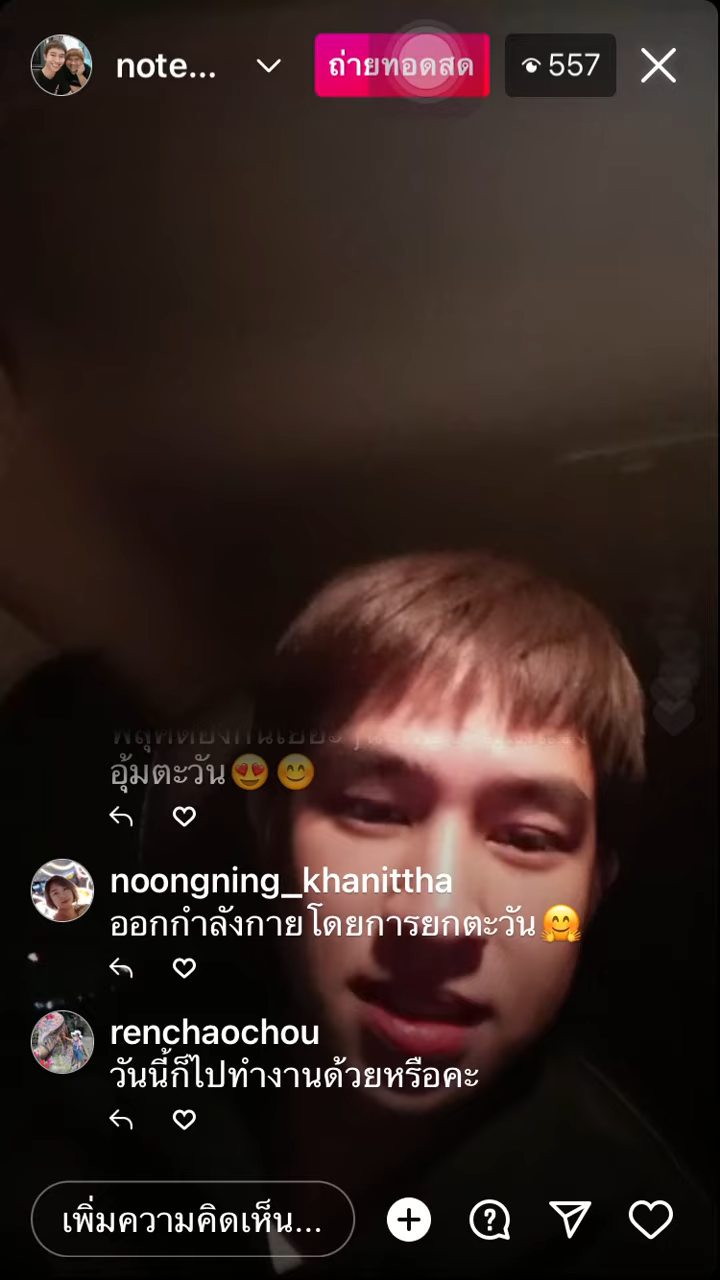 note...
ถ่ายทอดสด
557
อุ้มตะวัน😍😊
noongning_khanittha
ออกกำลังกายโดยการยกตะวัน🤗
renchaochou
วันนี้ก็ไปทำงานด้วยหรือคะ
เพิ่มความคิดเห็น...